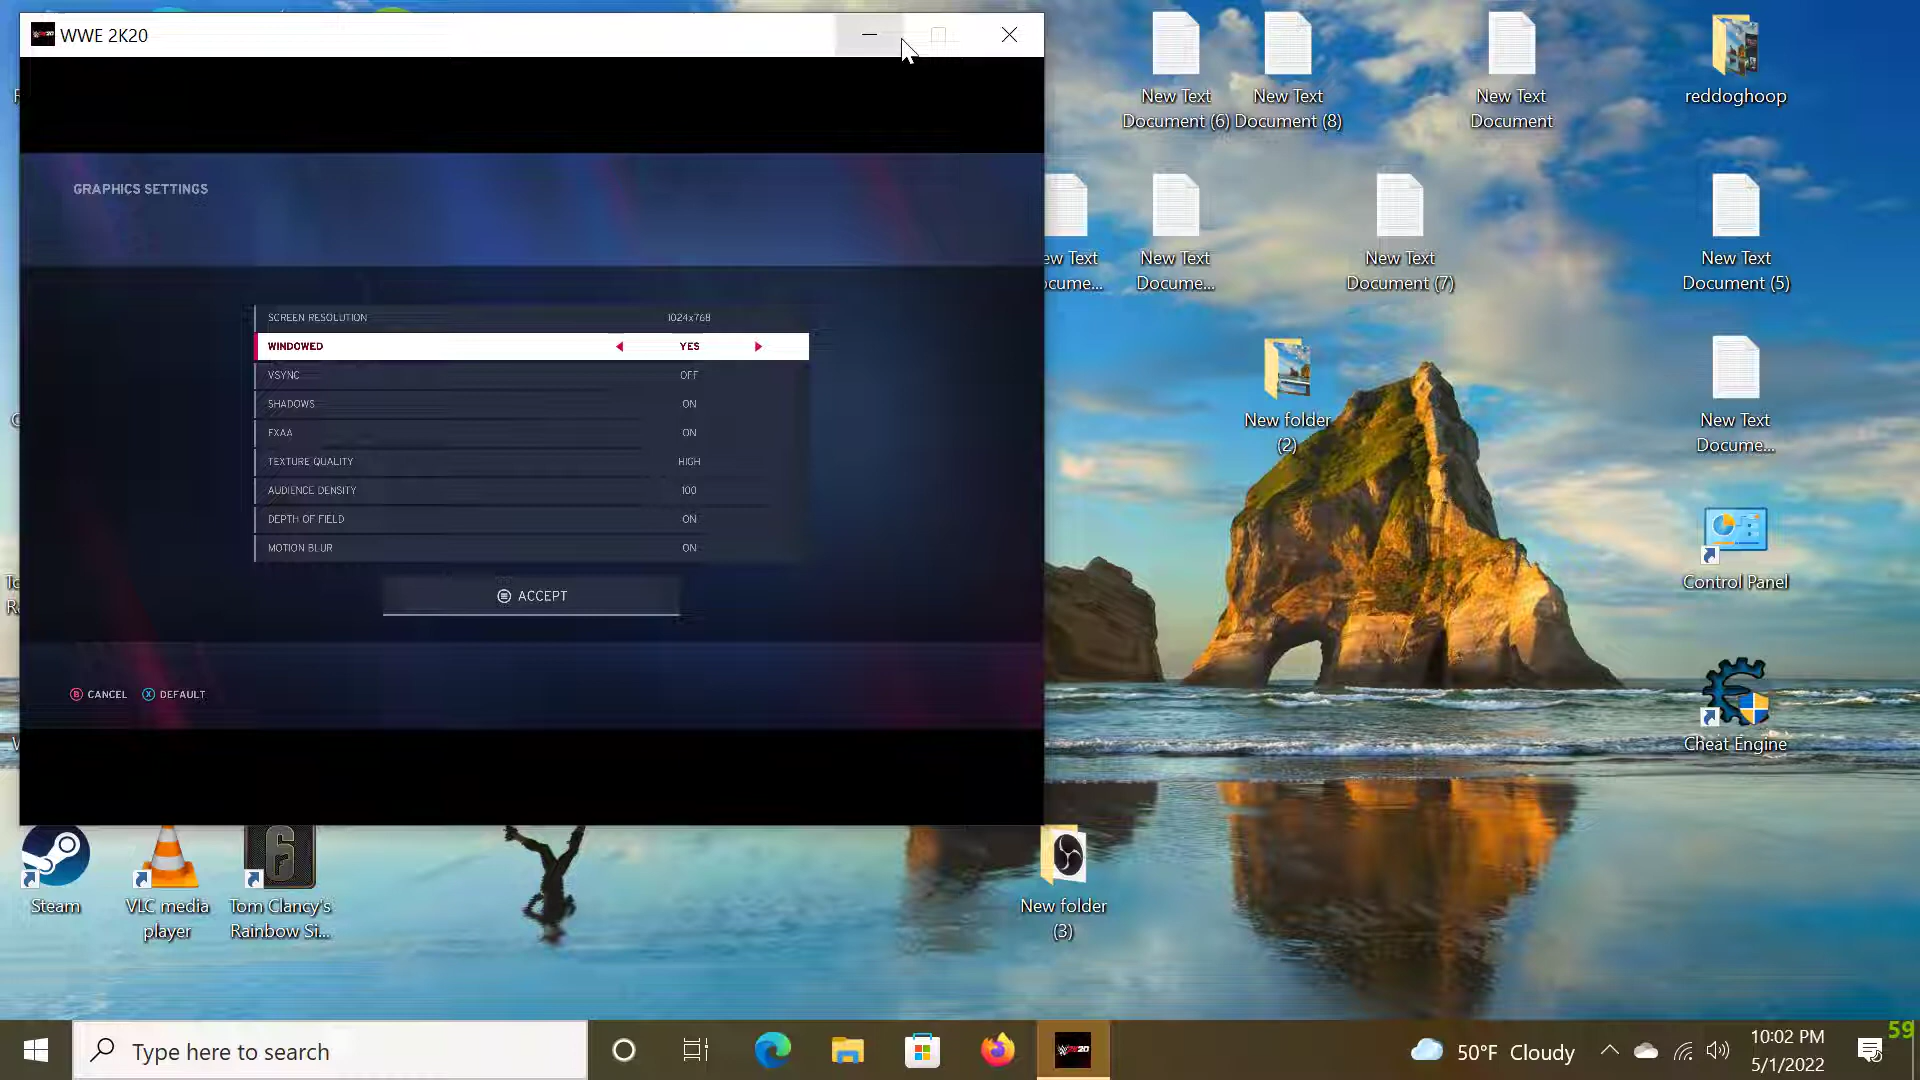 WWE 2K20
GRAPHICS SETTINGS
SCREEN RESOLUTION 1024x768
WINDOWED YES
VSYNC OFF
SHADOWS ON
FXAA ON
TEXTURE QUALITY HIGH
AUDIENCE DENSITY 100
DEPTH OF FIELD ON
MOTION BLUR ON
ACCEPT
B CANCEL X DEFAULT
New Text
Document (6)
New Text
Document (8)
New Text
Document
reddoghoop
ew Text
ocume...
New Text
Docume...
New Text
Document (7)
New Text
Document (5)
New folder
(2)
New Text
Docume...
Control Panel
Cheat Engine
Steam
VLC media
player
Tom Clancy's
Rainbow Si...
New folder
(3)
Type here to search
50°F Cloudy
10:02 PM
5/1/2022
59